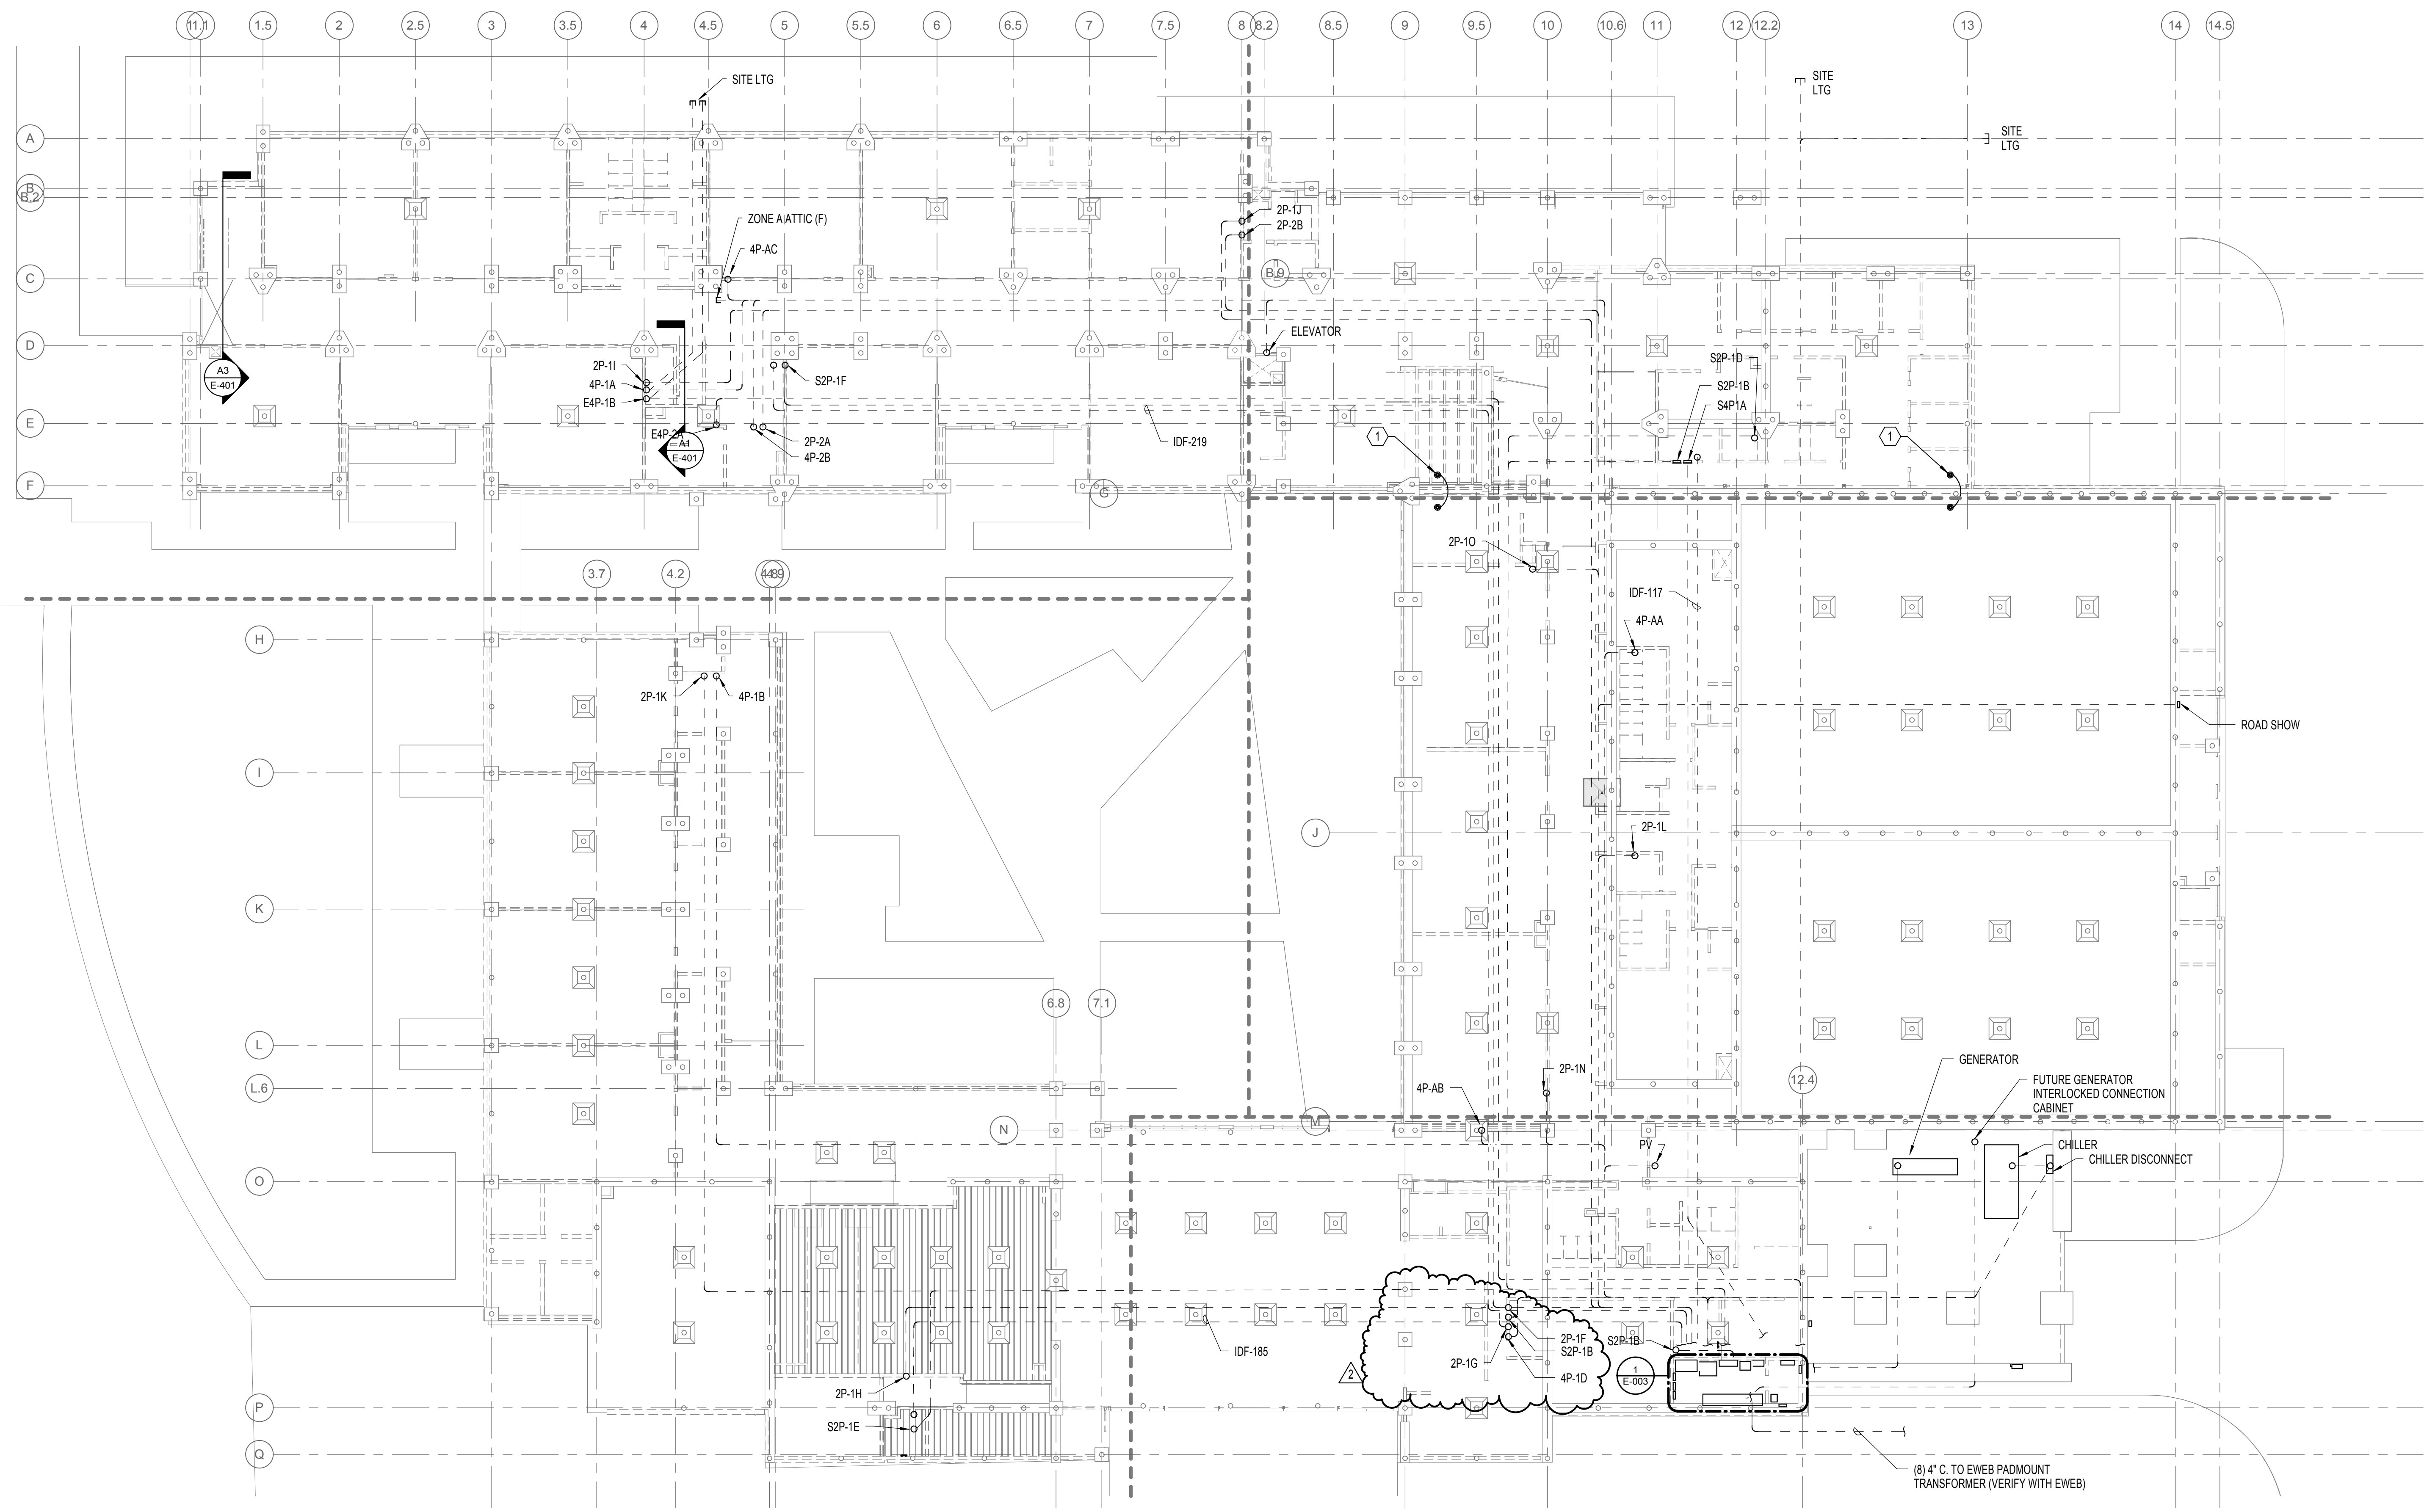 1
1.1
1.5
2
2.5
3
3.5
4
4.5
5
5.5
6
6.5
7
7.5
8
8.2
8.5
9
9.5
10
10.6
11
12
12.2
13
14
14.5
SITE LTG
SITE
LTG
SITE
LTG
A
B
B.2
ZONE A ATTIC (F)
4P-AC
2P-1J
2P-2B
C
B.9
D
ELEVATOR
A3
E-401
2P-1I
4P-1A
E4P-1B
S2P-1F
S2P-1D
S2P-1B
S4P1A
E
E4P-2A
A1
E-401
2P-2A
4P-2B
IDF-219
1
1
F
G
2P-1O
3.7
4.2
4.8
4.9
IDF-117
4P-AA
H
2P-1K
4P-1B
ROAD SHOW
I
J
2P-1L
K
6.8
7.1
L
L.6
GENERATOR
2P-1N
4P-AB
12.4
FUTURE GENERATOR
INTERLOCKED CONNECTION
CABINET
N
M
PV
CHILLER
CHILLER DISCONNECT
O
IDF-185
2P-1F
S2P-1B
S2P-1B
2P-1G
4P-1D
2
1
E-003
2P-1H
P
S2P-1E
Q
(8) 4" C. TO EWEB PADMOUNT
TRANSFORMER (VERIFY WITH EWEB)